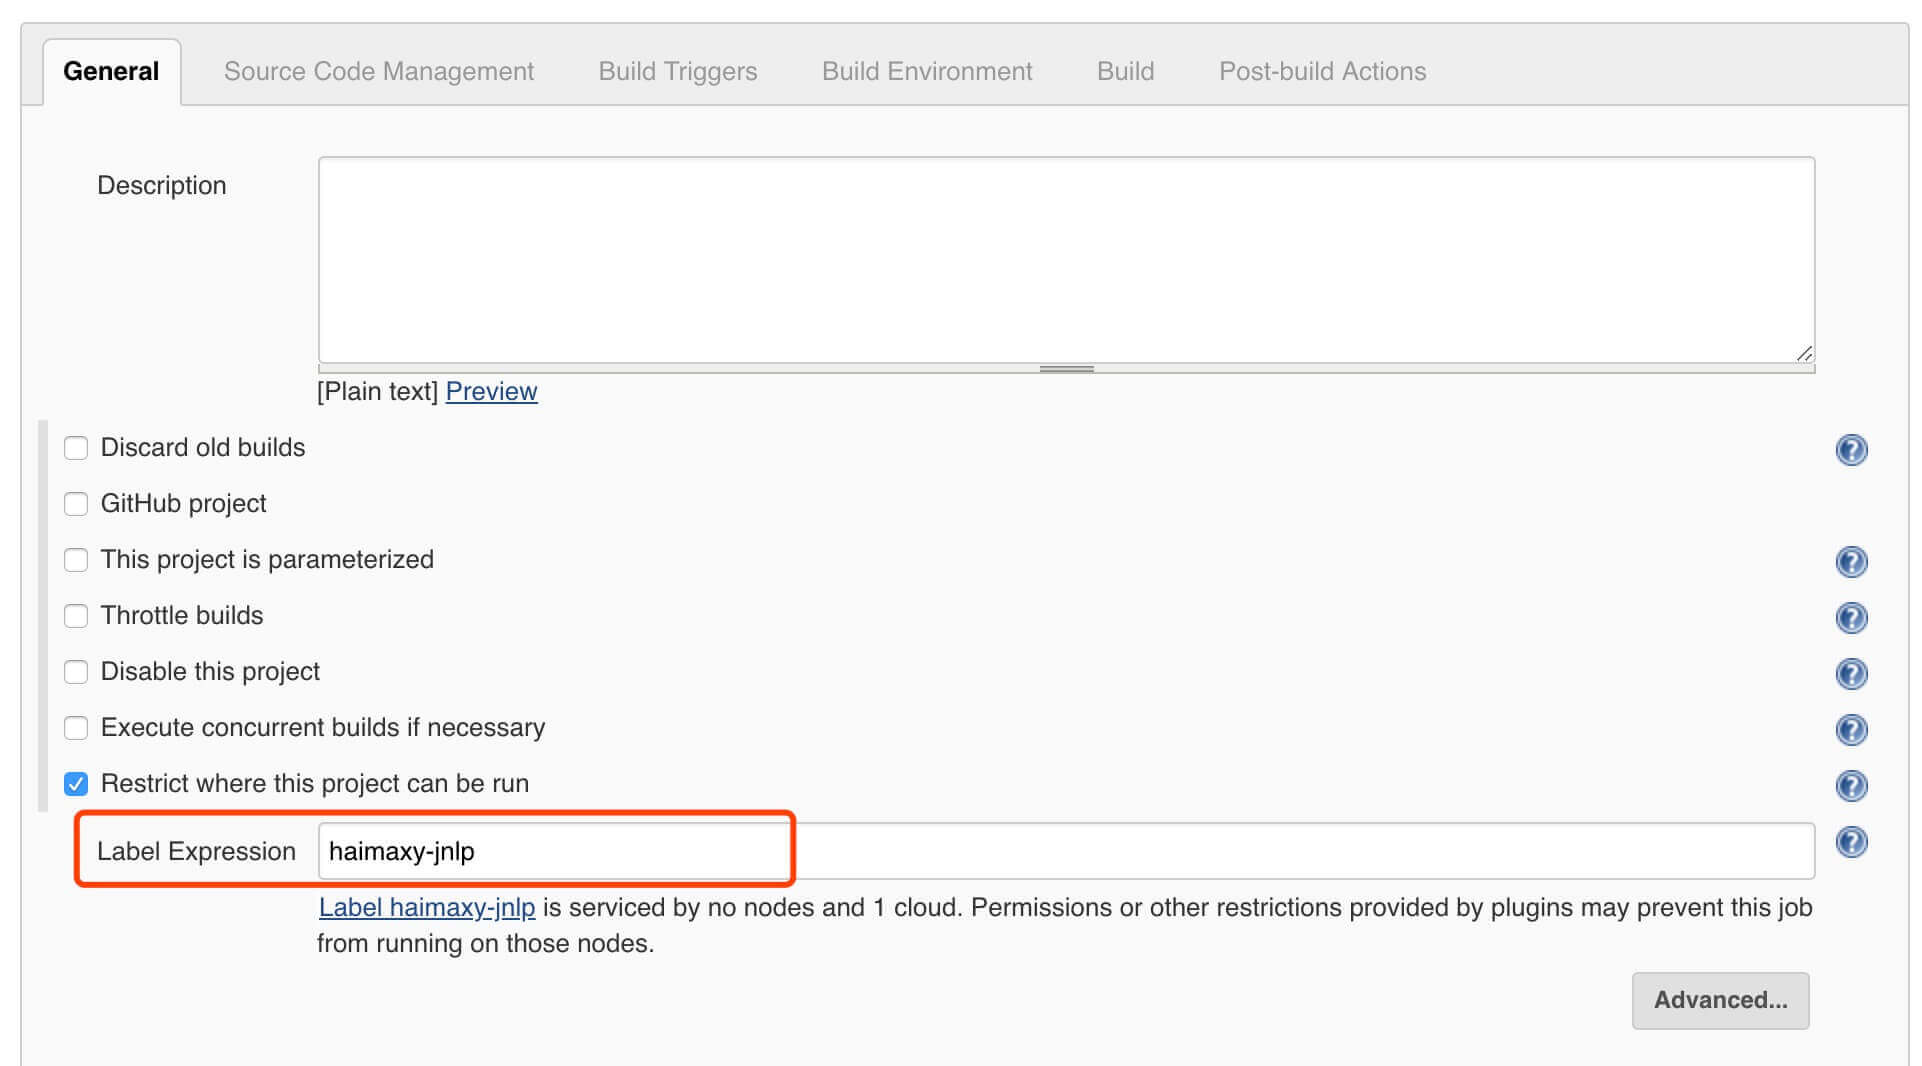 General Source Code Management Build Triggers Build Environment Build Post-build Actions
Description
[Plain text] Preview
Discard old builds
GitHub project
This project is parameterized
Throttle builds
Disable this project
Execute concurrent builds if necessary
Restrict where this project can be run
Label Expression haimaxy-jnlp
Label haimaxy-jnlp is serviced by no nodes and 1 cloud. Permissions or other restrictions provided by plugins may prevent this job
from running on those nodes.
Advanced...